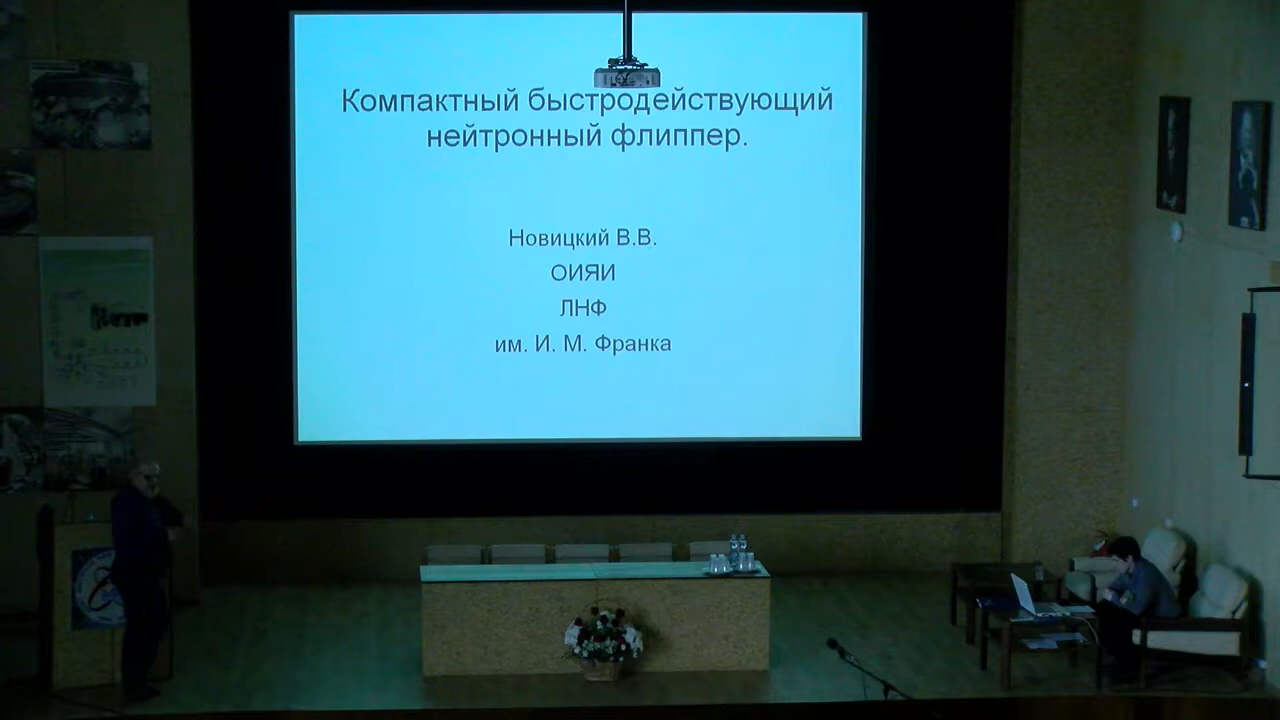 Компактный быстродействующий
нейтронный флиппер.
Новицкий В.В.
ОИЯИ
ЛНФ
им. И. М. Франка